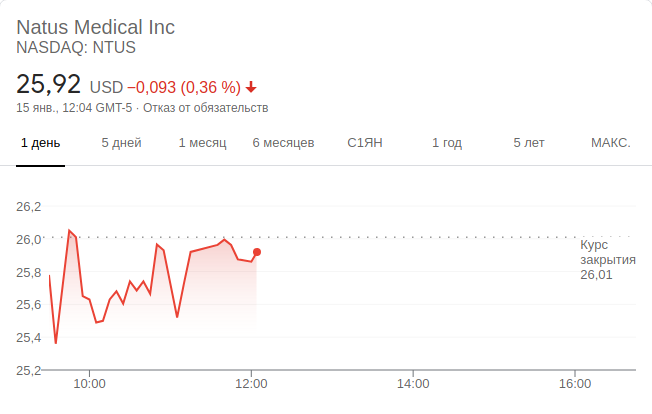 Natus Medical Inc
NASDAQ: NTUS
25,92 USD −0,093 (0,36 %)
15 янв., 12:04 GMT-5 · Отказ от обязательств
1 день 5 дней 1 месяц 6 месяцев С1ЯН 1 год 5 лет МАКС.
26,2
26,0
25,8
25,6
25,4
25,2
Курс
закрытия
26,01
10:00 12:00 14:00 16:00